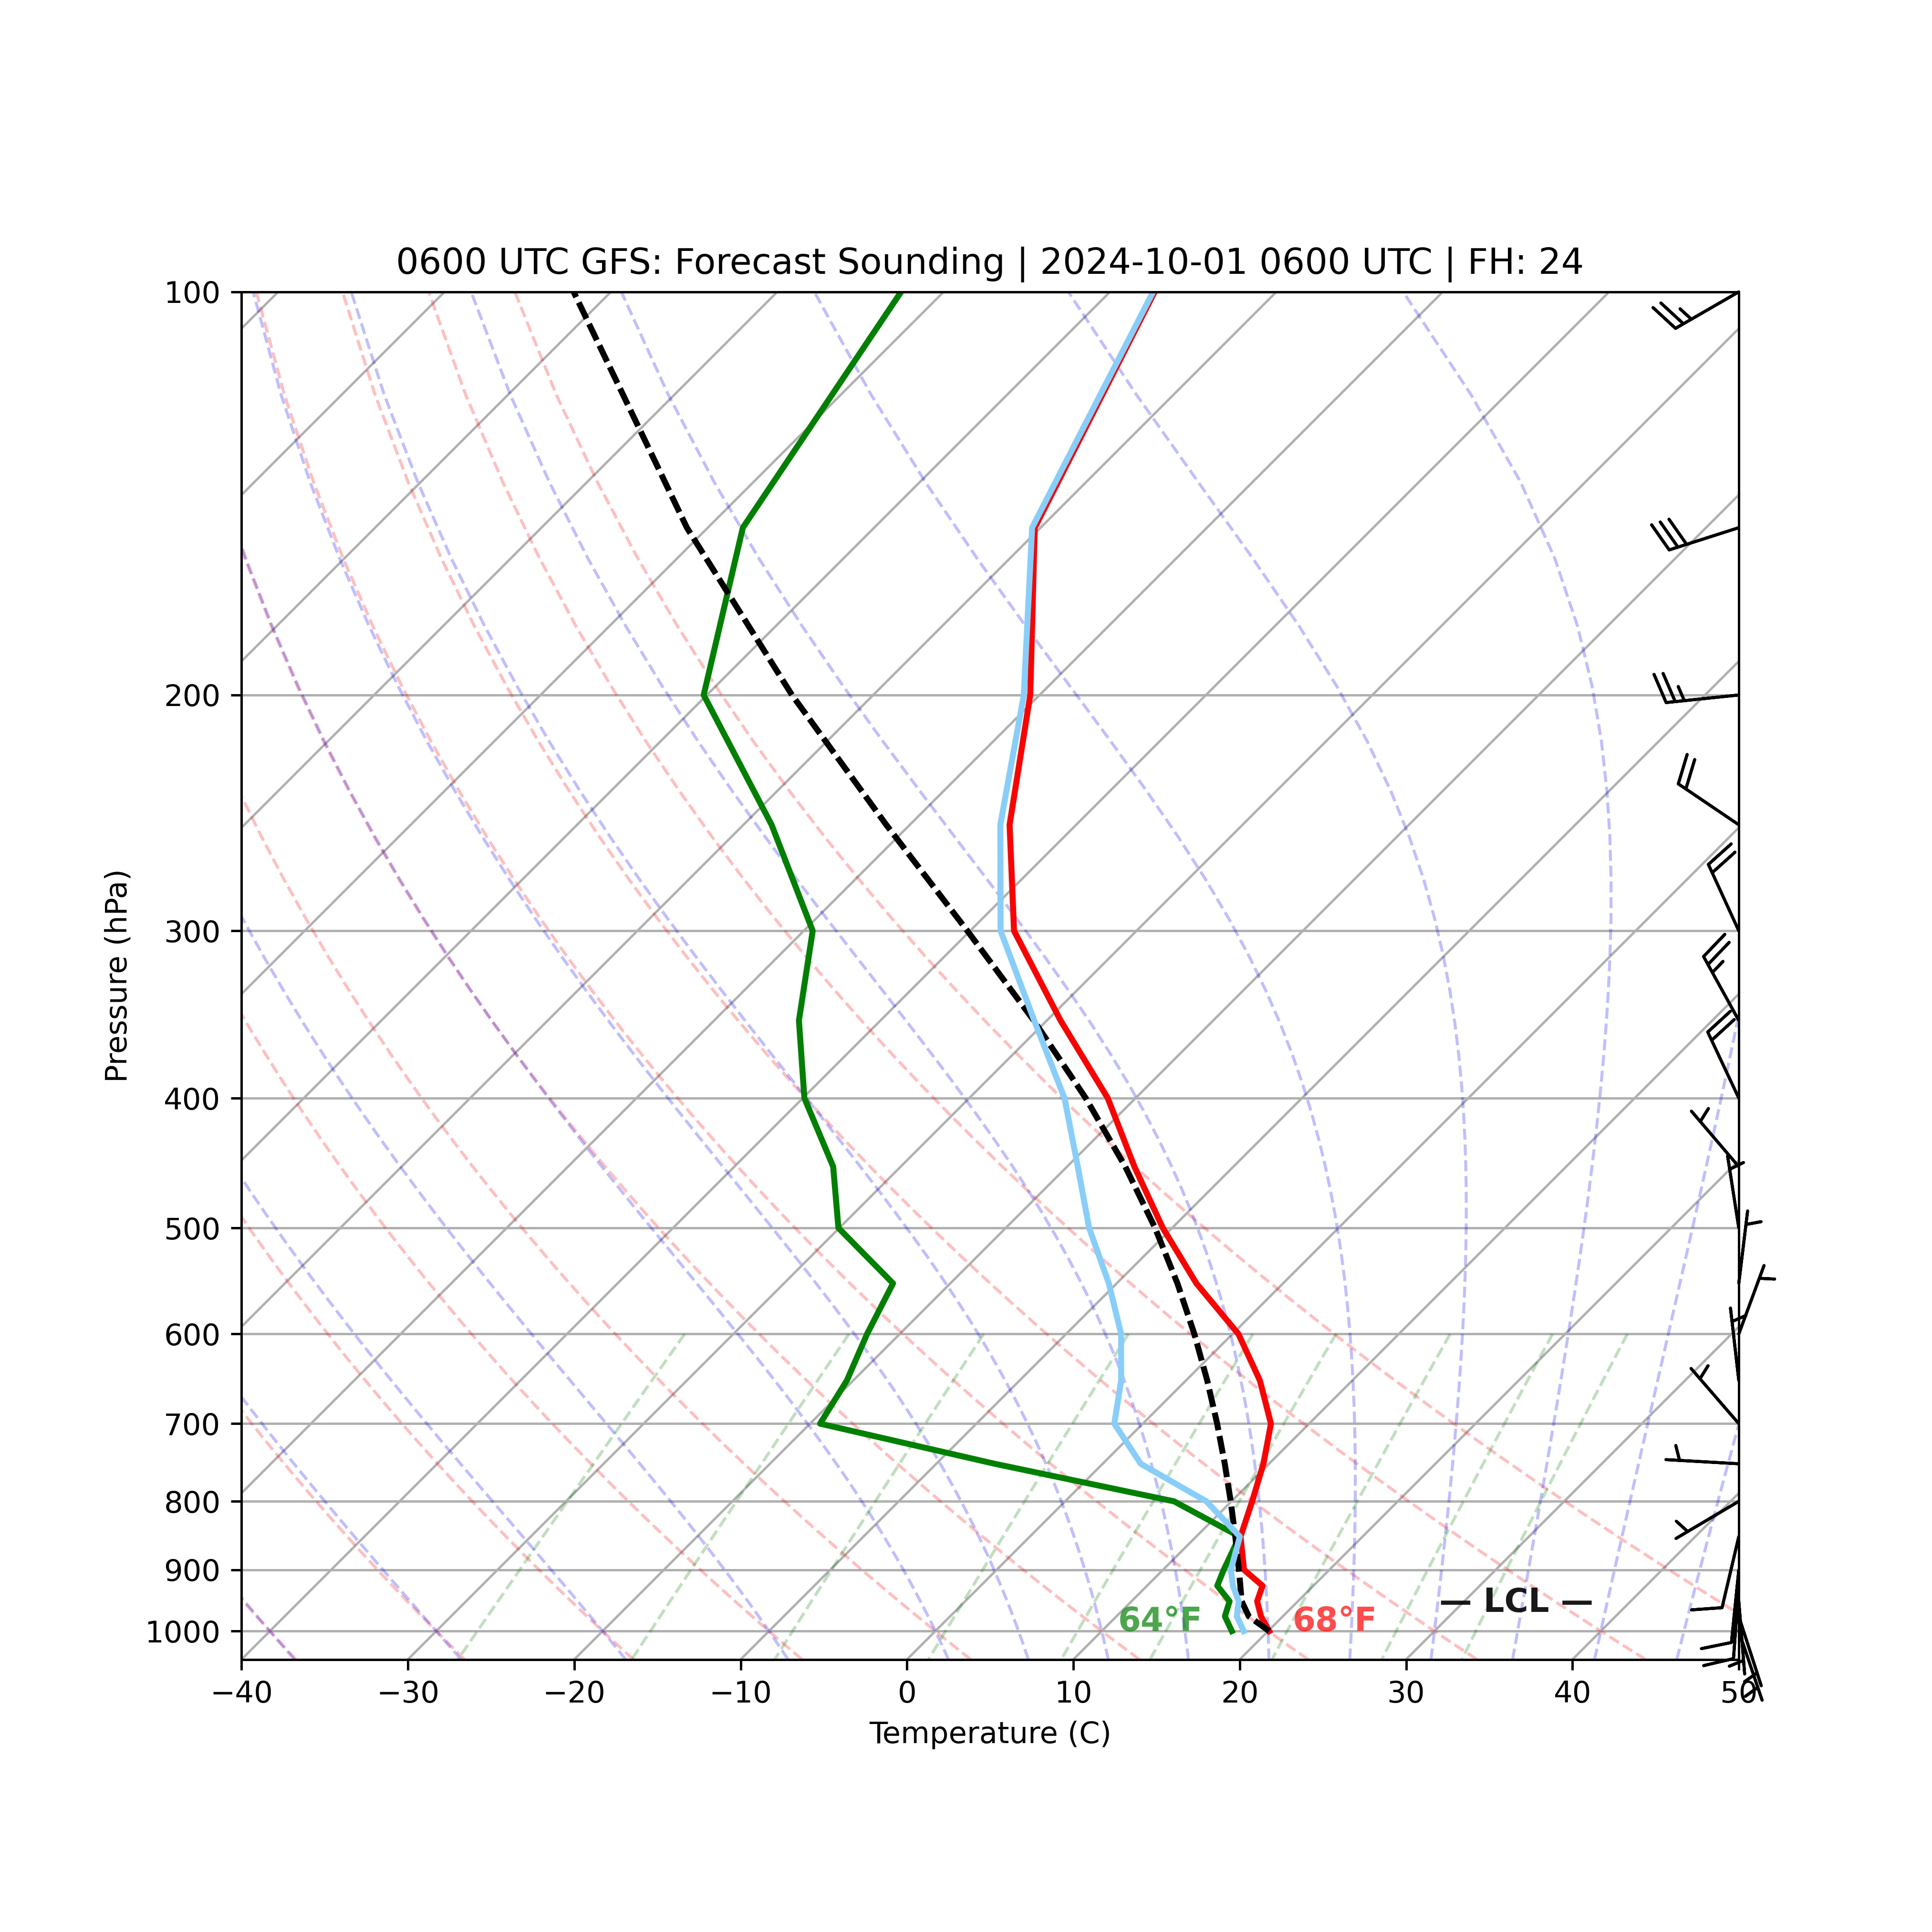 0600 UTC GFS: Forecast Sounding | 2024-10-01 0600 UTC | FH: 24
100
200
300
400
500
600
700
800
900
1000
Pressure (hPa)
64°F
68°F
— LCL —
−40 −30 −20 −10 0 10 20 30 40 50
Temperature (C)